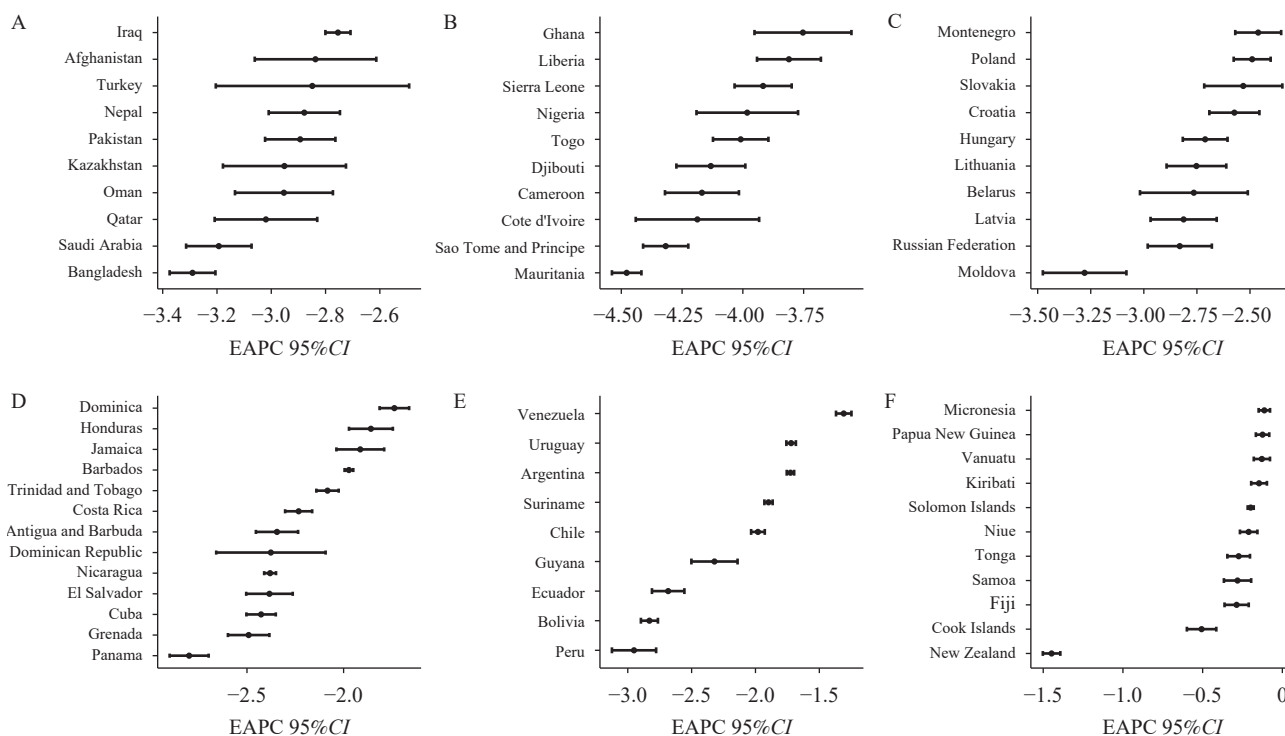 A
Iraq
Afghanistan
Turkey
Nepal
Pakistan
Kazakhstan
Oman
Qatar
Saudi Arabia
Bangladesh
−3.4 −3.2 −3.0 −2.8 −2.6
EAPC 95%CI
B
Ghana
Liberia
Sierra Leone
Nigeria
Togo
Djibouti
Cameroon
Cote d'Ivoire
Sao Tome and Principe
Mauritania
−4.50 −4.25 −4.00 −3.75
EAPC 95%CI
C
Montenegro
Poland
Slovakia
Croatia
Hungary
Lithuania
Belarus
Latvia
Russian Federation
Moldova
−3.50 −3.25 −3.00 −2.75 −2.50
EAPC 95%CI
D
Dominica
Honduras
Jamaica
Barbados
Trinidad and Tobago
Costa Rica
Antigua and Barbuda
Dominican Republic
Nicaragua
El Salvador
Cuba
Grenada
Panama
−2.5 −2.0
EAPC 95%CI
E
Venezuela
Uruguay
Argentina
Suriname
Chile
Guyana
Ecuador
Bolivia
Peru
−3.0 −2.5 −2.0 −1.5
EAPC 95%CI
F
Micronesia
Papua New Guinea
Vanuatu
Kiribati
Solomon Islands
Niue
Tonga
Samoa
Fiji
Cook Islands
New Zealand
−1.5 −1.0 −0.5 0
EAPC 95%CI